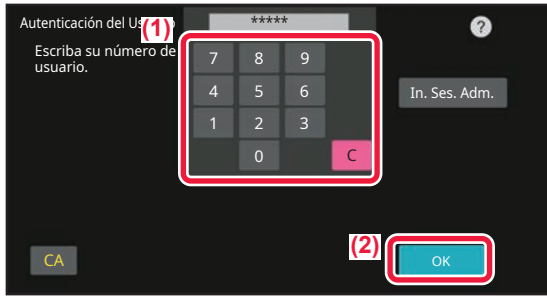 Autenticación del Us
(1)
*****
?
Escriba su número de
usuario.
7 8 9
4 5 6
In. Ses. Adm.
1 2 3
0 C
(2)
CA
OK